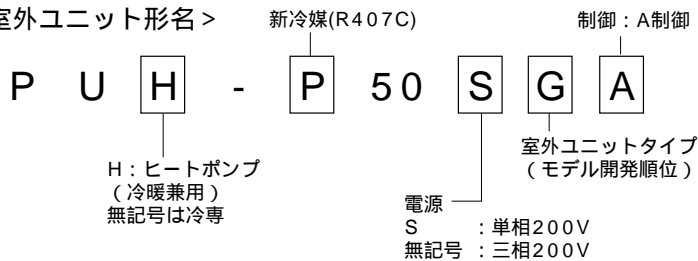 室外ユニット形名>
新冷媒(R407C)
制御：A制御
PUH-P50SGA
H：ヒートポンプ
（冷暖兼用）
無記号は冷専
室外ユニットタイプ
（モデル開発順位）
電源
S ：単相200V
無記号 ：三相200V